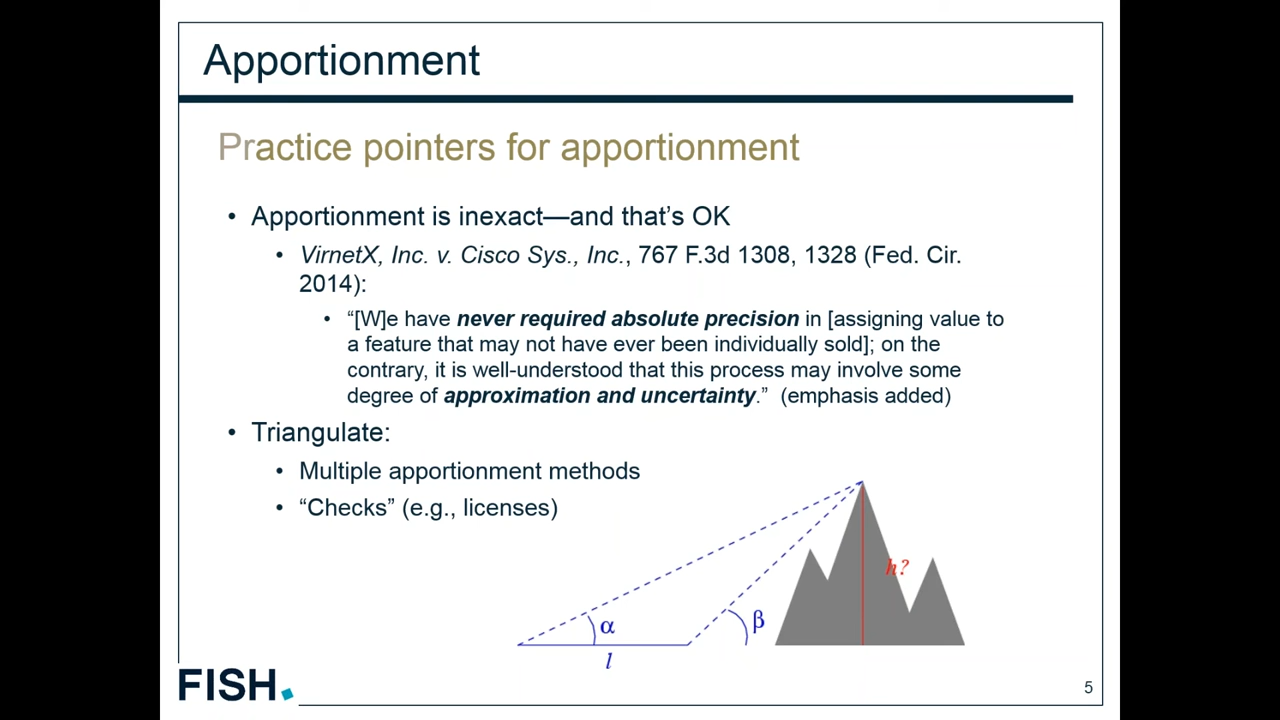 Apportionment
Practice pointers for apportionment
• Apportionment is inexact—and that's OK
• VirnetX, Inc. v. Cisco Sys., Inc., 767 F.3d 1308, 1328 (Fed. Cir.
2014):
• “[W]e have never required absolute precision in [assigning value to
a feature that may not have ever been individually sold]; on the
contrary, it is well-understood that this process may involve some
degree of approximation and uncertainty.” (emphasis added)
• Triangulate:
• Multiple apportionment methods
• “Checks” (e.g., licenses)
h?
α
β
l
FISH.
5